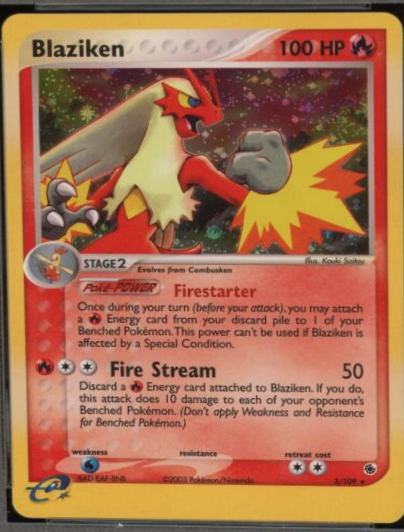 Blaziken 100 HP
Illus. Kouki Saitou
STAGE 2 Evolves from Combusken
Poké-POWER Firestarter
Once during your turn (before your attack), you may attach
a Energy card from your discard pile to 1 of your
Benched Pokémon. This power can't be used if Blaziken is
affected by a Special Condition.
Fire Stream 50
Discard a Energy card attached to Blaziken. If you do,
this attack does 10 damage to each of your opponent's
Benched Pokémon. (Don't apply Weakness and Resistance
for Benched Pokémon.)
weakness resistance retreat cost
©2003 Pokémon/Nintendo. 3/109 ★
e